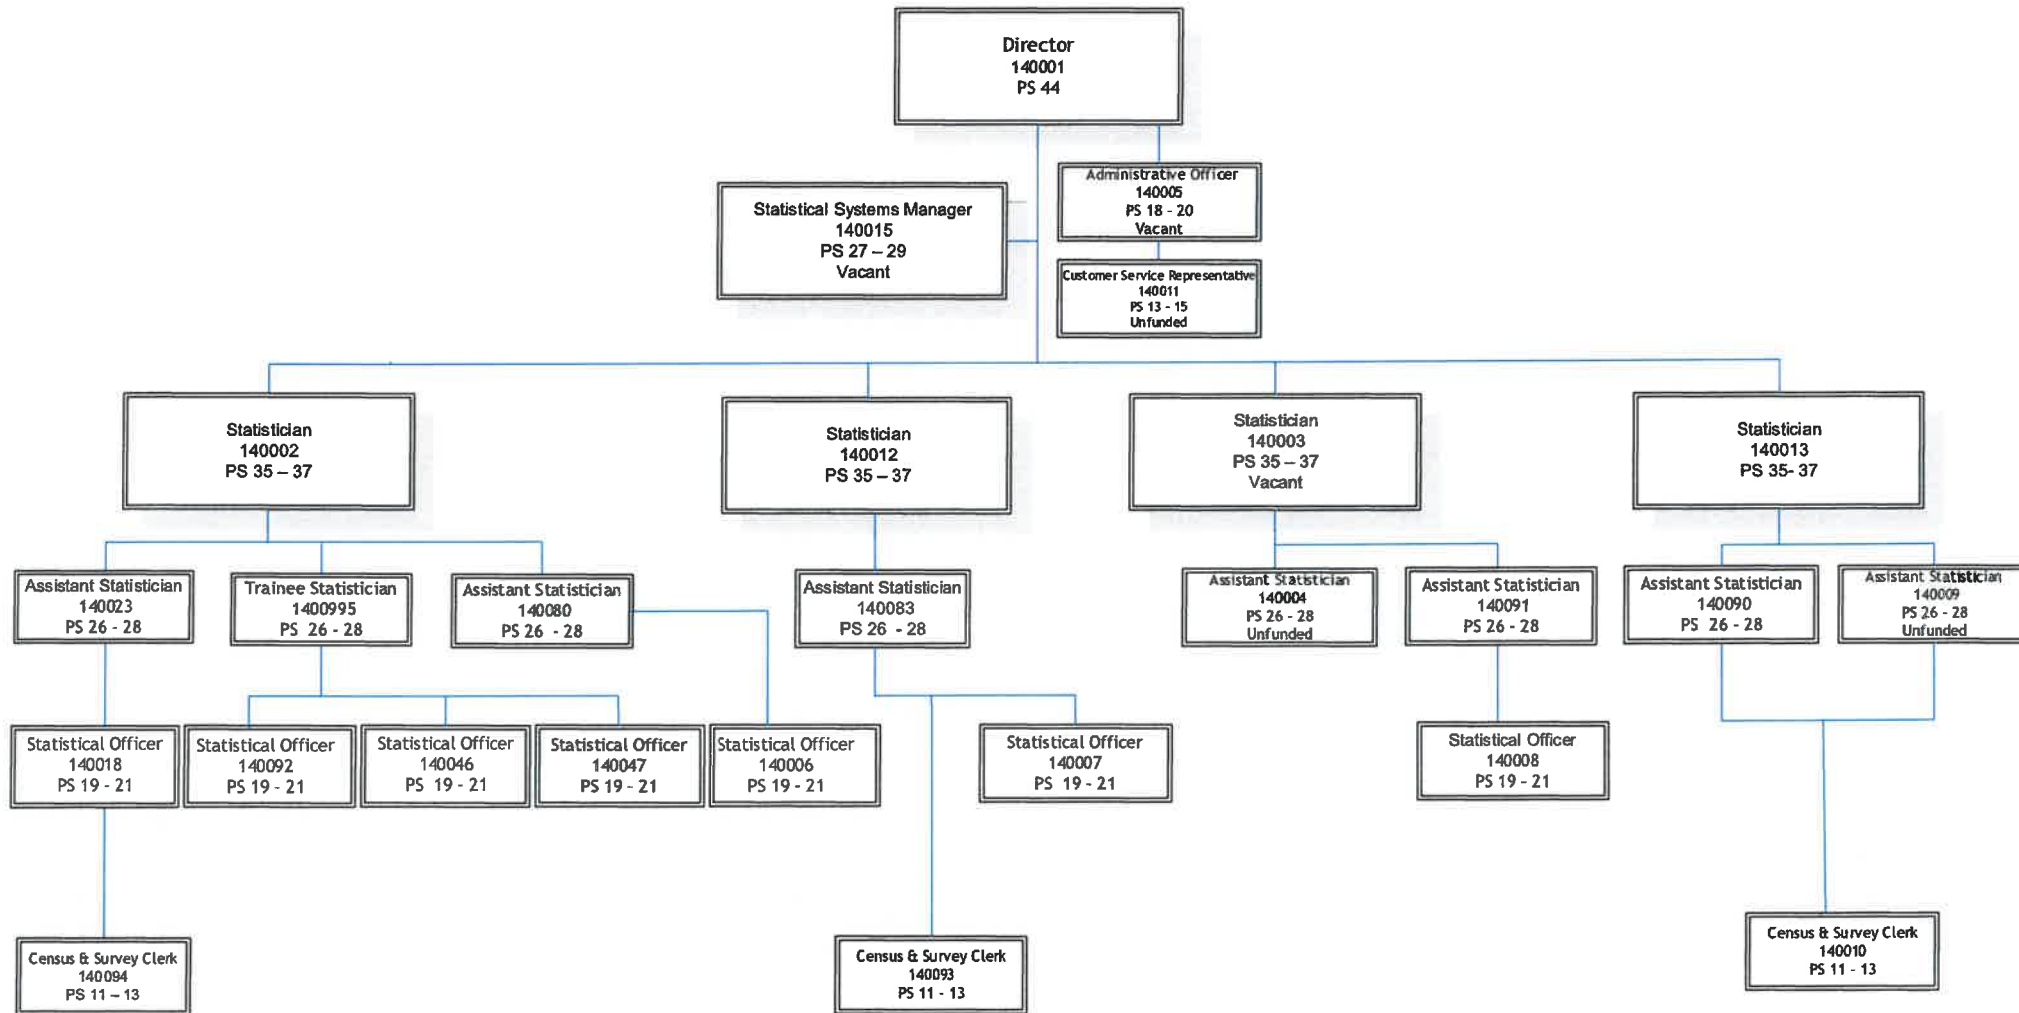 Director
140001
PS 44
Administrative Officer
140005
PS 18 - 20
Vacant
Statistical Systems Manager
140015
PS 27 – 29
Vacant
Customer Service Representative
140011
PS 13 - 15
Unfunded
Statistician
140002
PS 35 – 37
Statistician
140012
PS 35 – 37
Statistician
140003
PS 35 – 37
Vacant
Statistician
140013
PS 35- 37
Assistant Statistician
140023
PS 26 - 28
Trainee Statistician
1400995
PS 26 - 28
Assistant Statistician
140080
PS 26 - 28
Assistant Statistician
140083
PS 26 - 28
Assistant Statistician
140004
PS 26 - 28
Unfunded
Assistant Statistician
140091
PS 26 - 28
Assistant Statistician
140090
PS 26 - 28
Assistant Statistician
140009
PS 26 - 28
Unfunded
Statistical Officer
140018
PS 19 - 21
Statistical Officer
140092
PS 19 - 21
Statistical Officer
140046
PS 19 - 21
Statistical Officer
140047
PS 19 - 21
Statistical Officer
140006
PS 19 - 21
Statistical Officer
140007
PS 19 - 21
Statistical Officer
140008
PS 19 - 21
Census & Survey Clerk
140094
PS 11 – 13
Census & Survey Clerk
140093
PS 11 - 13
Census & Survey Clerk
140010
PS 11 - 13